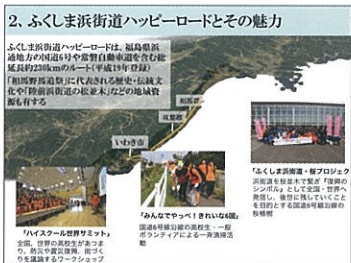 2、ふくしま浜街道ハッピーロードとその魅力
ふくしま浜街道ハッピーロードは、福島県浜
通地方の国道6号や常磐自動車道を含む総
延長約230kmのルート(平成19年登録)
「相馬野馬追祭」に代表される歴史・伝統文
化や「陸前浜街道の松並木」などの地域資
源も有する
相馬市
双葉郡
いわき市
「ハイスクール世界サミット」
全国、世界の高校生があつま
り、防災や震災復興、街づく
りを議論するワークショップ
「みんなでやっぺ!きれいな6国」
国道6号線沿線の高校生・一般
ボランティアによる一斉清掃活
動
「ふくしま浜街道・桜プロジェク
浜街道を桜並木で繋ぎ『復興の
シンボル』として全国・世界へ
発信し、後世に残していくこと
を目的とする国道6号線沿線の
桜植樹